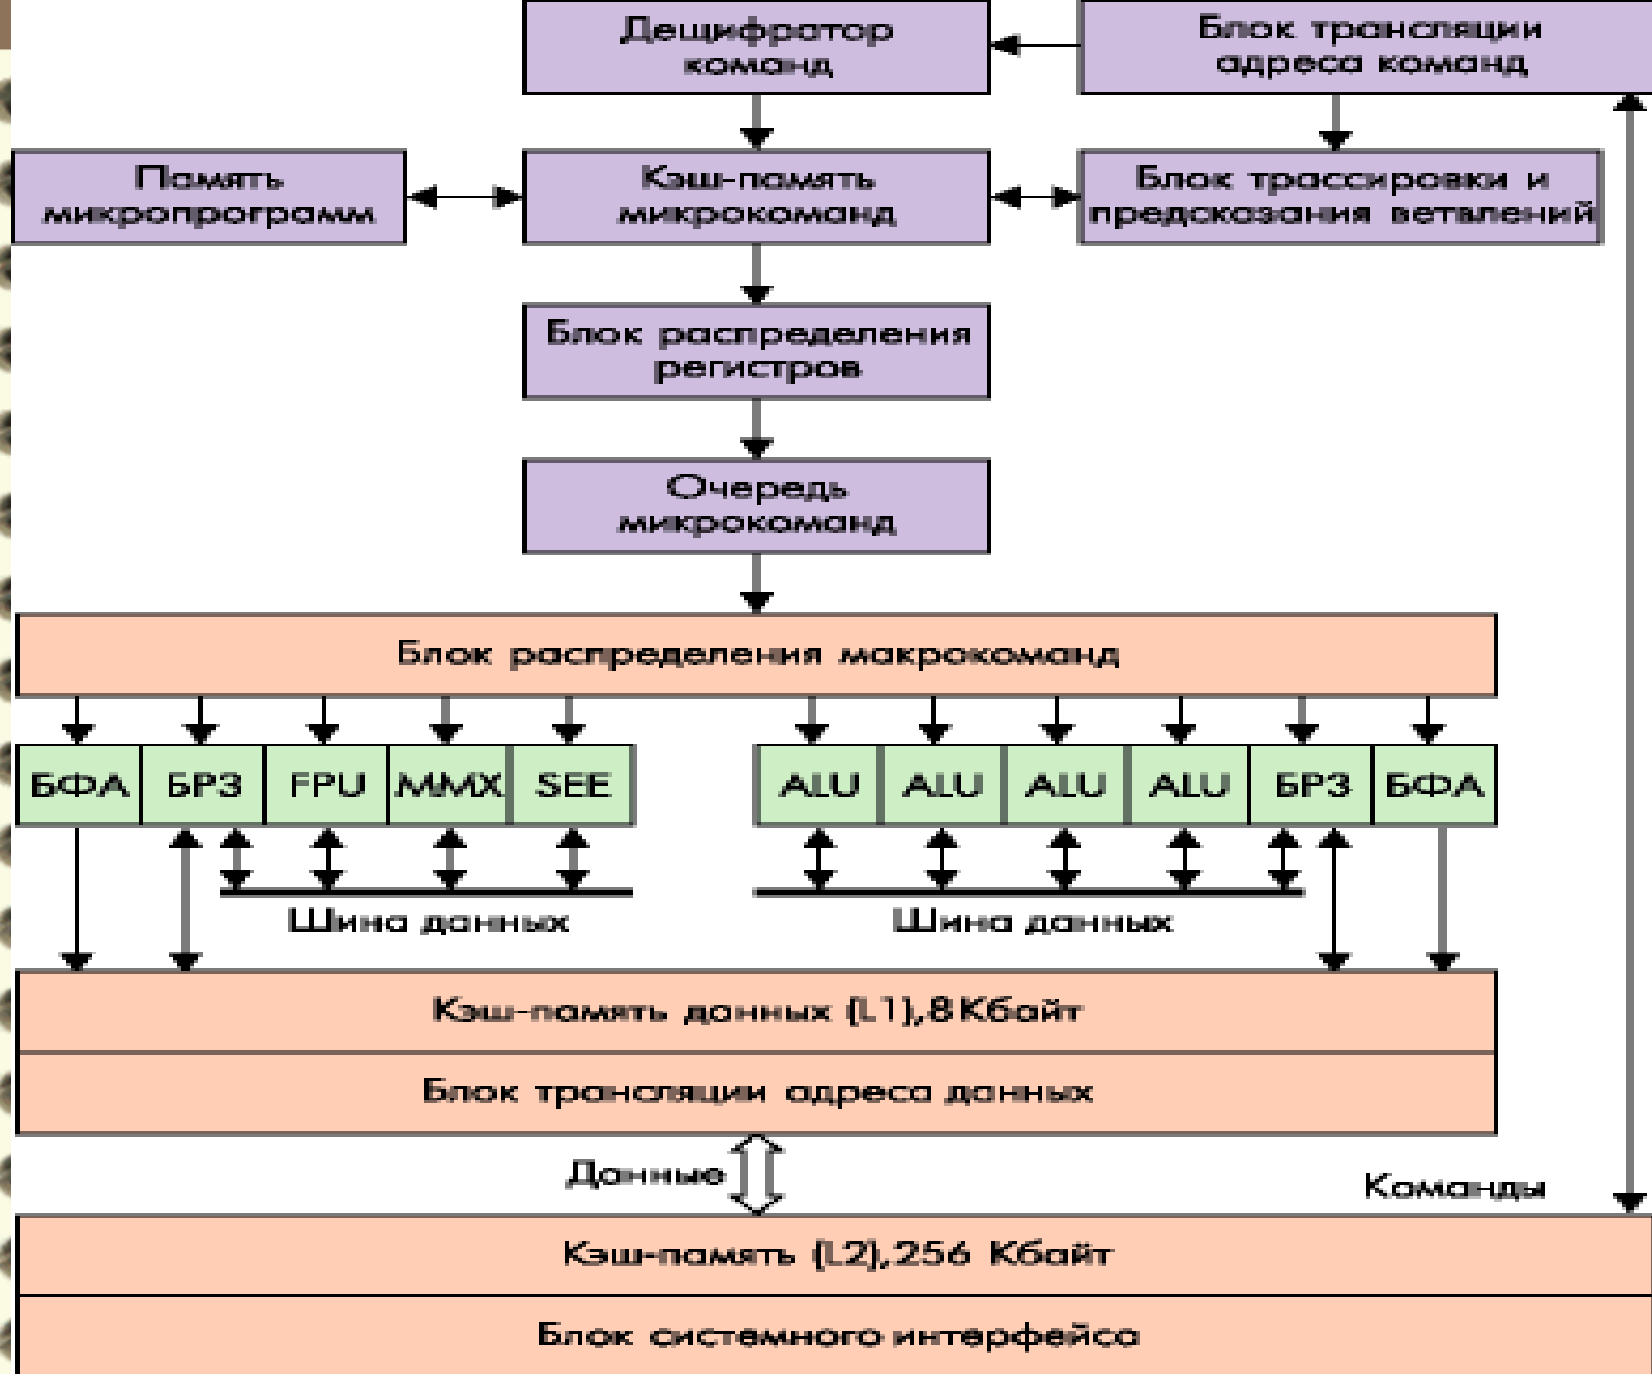 Дещифратор
команд
Блок трансляции
адреса команд
Память
микропрограмм
Кэш-память
микрокоманд
Блок трассировки и
предсказания ветвлений
Блок распределения
регистров
Очередь
микрокоманд
Блок распределения макрокоманд
БФА БРЗ FPU MMX SEE ALU ALU ALU ALU БРЗ БФА
Шина данных Шина данных
Кэш-память данных (L1),8 Кбайт
Блок трансляции адреса данных
Данные
Команды
Кэш-память (L2),256 Кбайт
Блок системного интерфейса